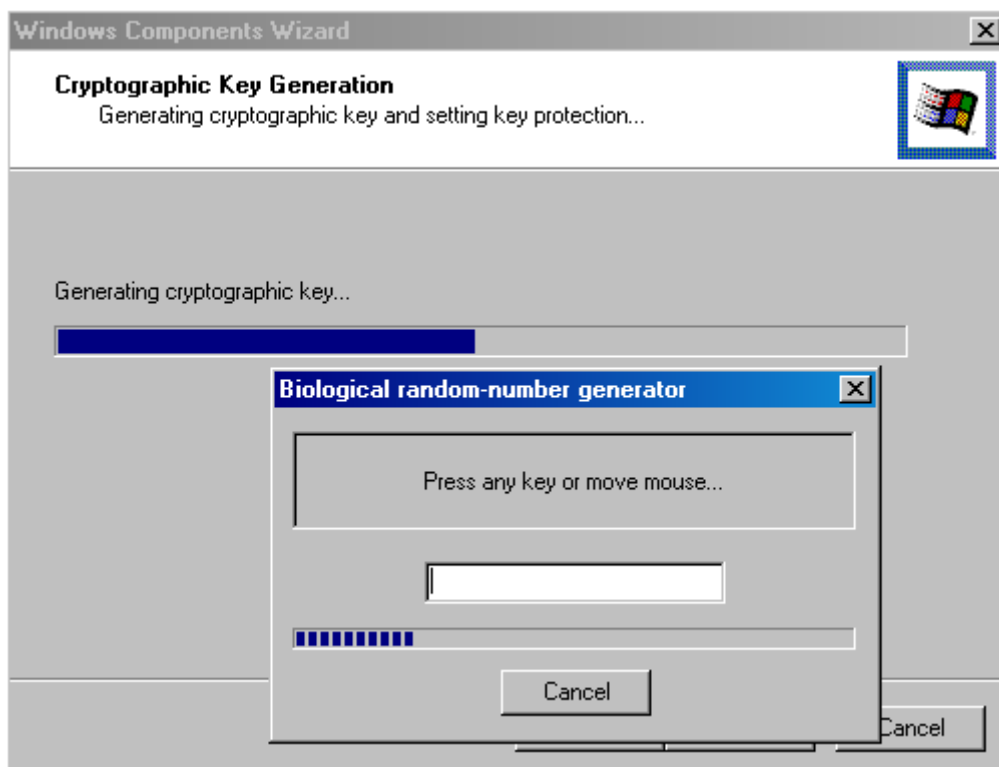 Windows Components Wizard
Cryptographic Key Generation
Generating cryptographic key and setting key protection...
Generating cryptographic key...
Biological random-number generator
Press any key or move mouse...
Cancel
Cancel